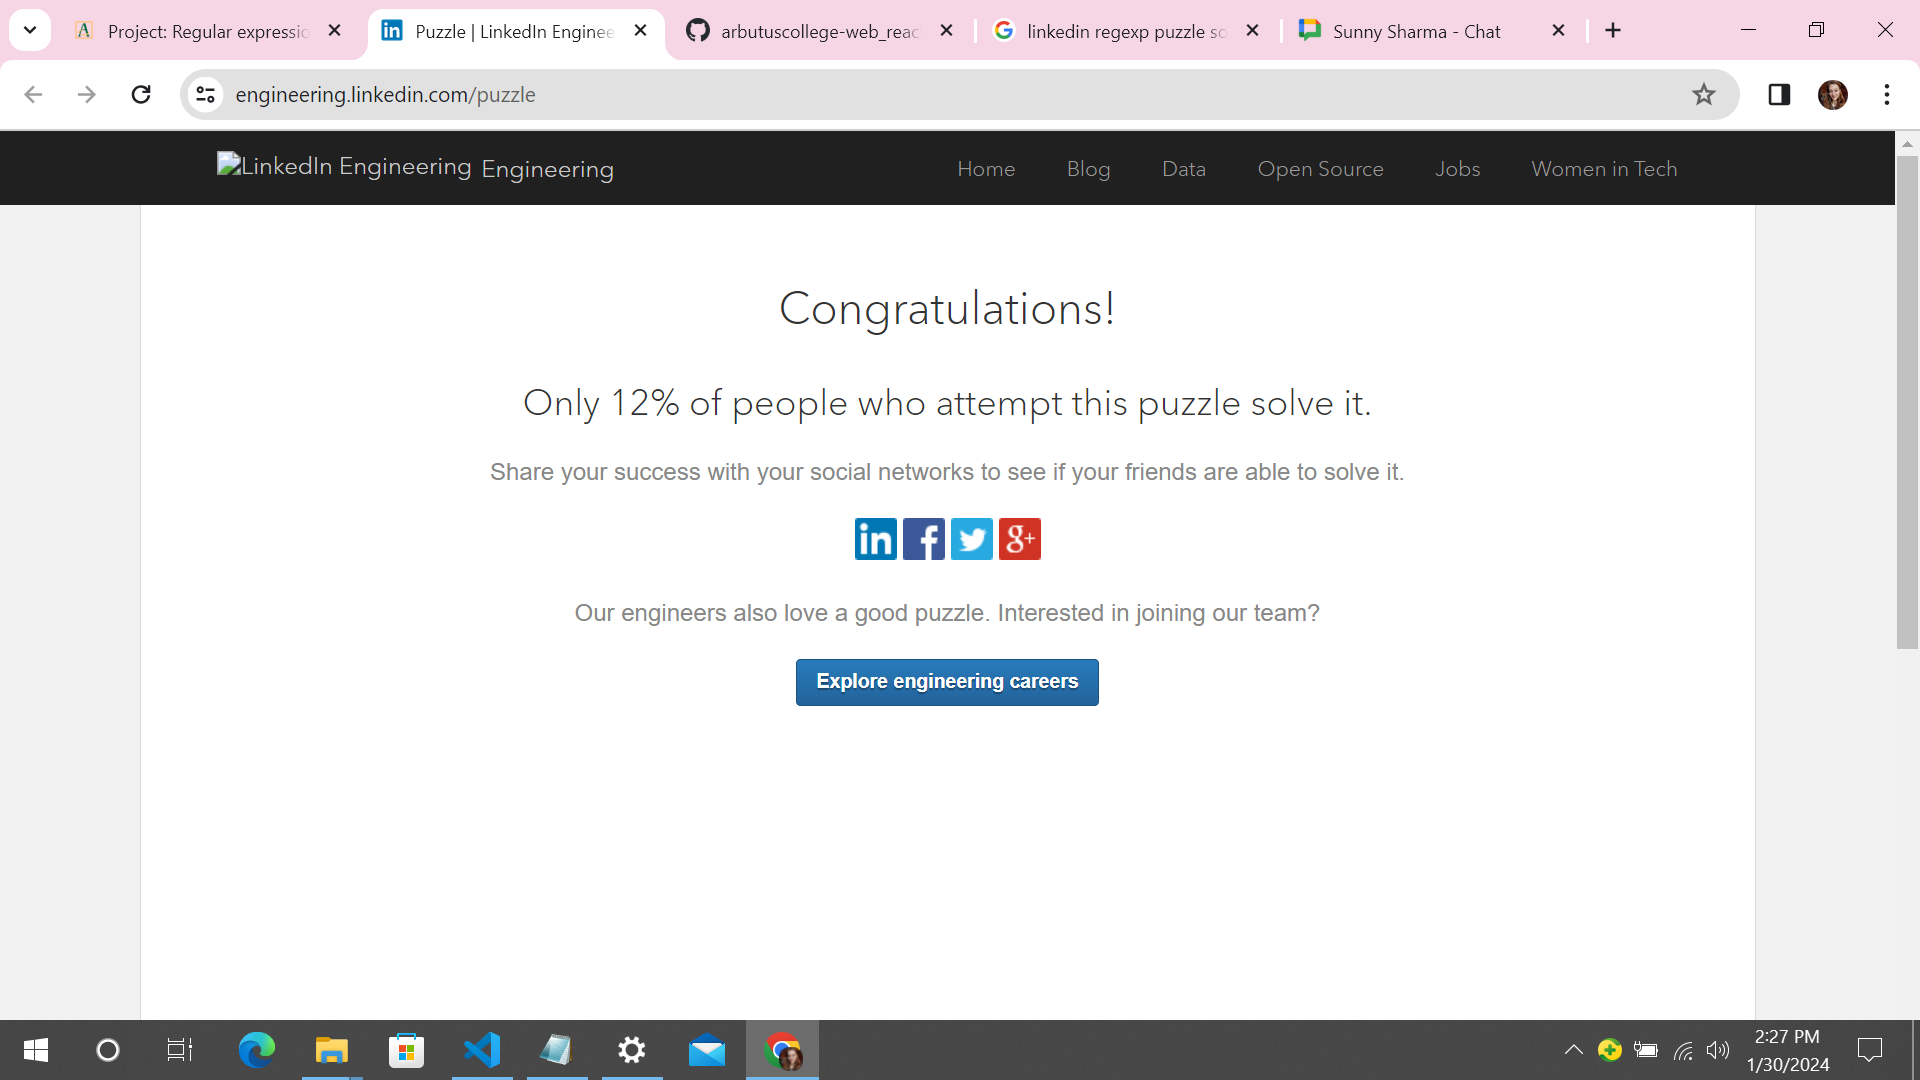 Project: Regular expressio
Puzzle | LinkedIn Enginee
arbutuscollege-web_reac
linkedin regexp puzzle so
Sunny Sharma - Chat
engineering.linkedin.com/puzzle
LinkedIn Engineering Engineering
Home Blog Data Open Source Jobs Women in Tech
Congratulations!
Only 12% of people who attempt this puzzle solve it.
Share your success with your social networks to see if your friends are able to solve it.
in f g+
Our engineers also love a good puzzle. Interested in joining our team?
Explore engineering careers
2:27 PM
1/30/2024